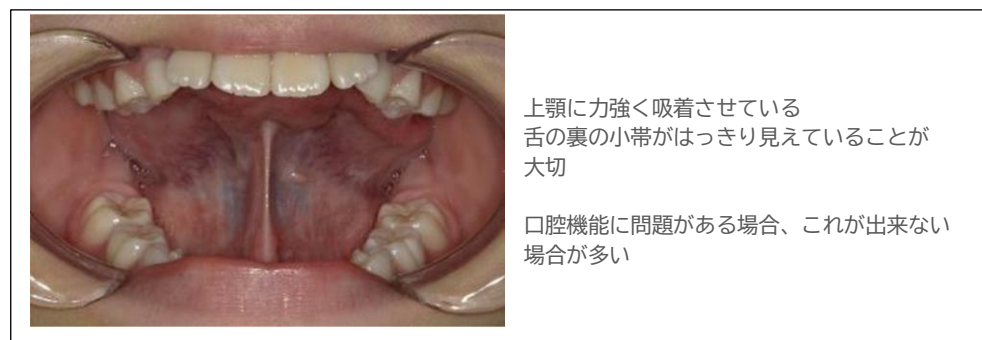 上顎に力強く吸着させている
舌の裏の小帯がはっきり見えていることが
大切
口腔機能に問題がある場合、これが出来ない
場合が多い